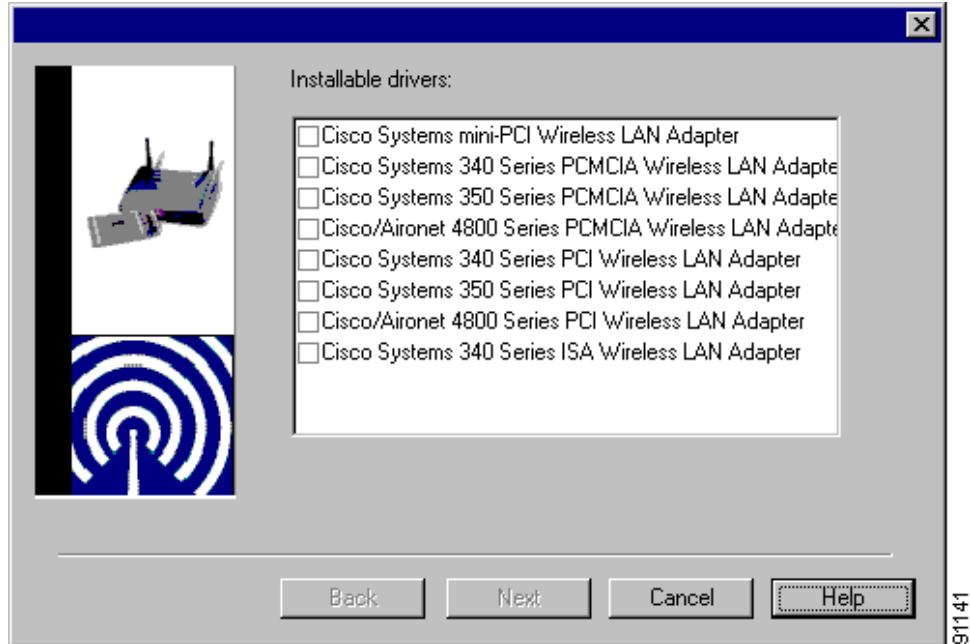 Installable drivers:
Cisco Systems mini-PCI Wireless LAN Adapter
Cisco Systems 340 Series PCMCIA Wireless LAN Adapte
Cisco Systems 350 Series PCMCIA Wireless LAN Adapte
Cisco/Aironet 4800 Series PCMCIA Wireless LAN Adapte
Cisco Systems 340 Series PCI Wireless LAN Adapter
Cisco Systems 350 Series PCI Wireless LAN Adapter
Cisco/Aironet 4800 Series PCI Wireless LAN Adapter
Cisco Systems 340 Series ISA Wireless LAN Adapter
Back
Next
Cancel
Help
91141